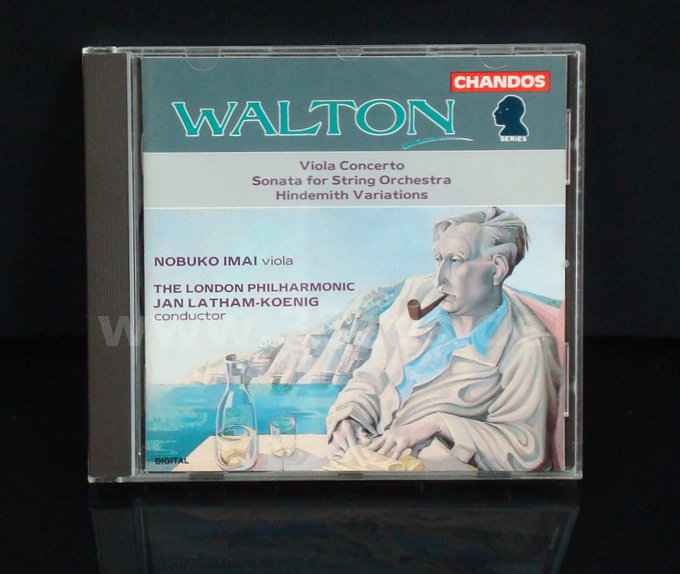 CHANDOS
WALTON
SERIES
Viola Concerto
Sonata for String Orchestra
Hindemith Variations
NOBUKO IMAI viola
THE LONDON PHILHARMONIC
JAN LATHAM-KOENIG
conductor
DIGITAL